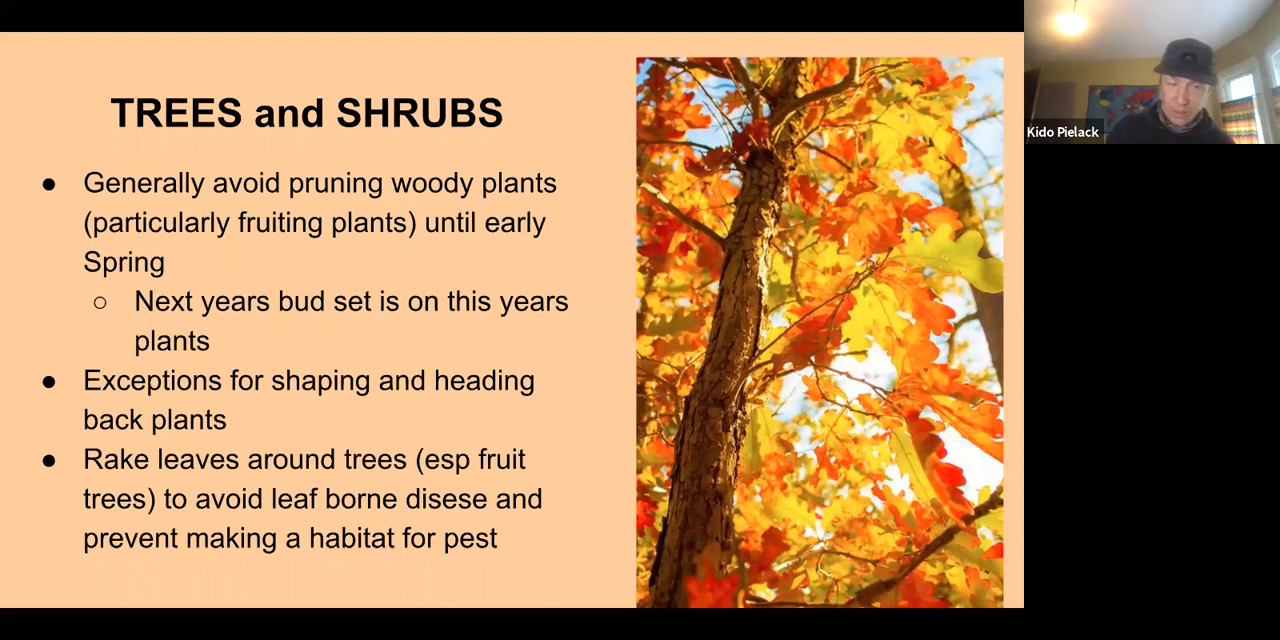 TREES and SHRUBS
● Generally avoid pruning woody plants
(particularly fruiting plants) until early
Spring
○ Next years bud set is on this years
plants
● Exceptions for shaping and heading
back plants
● Rake leaves around trees (esp fruit
trees) to avoid leaf borne disese and
prevent making a habitat for pest
Kido Pielack